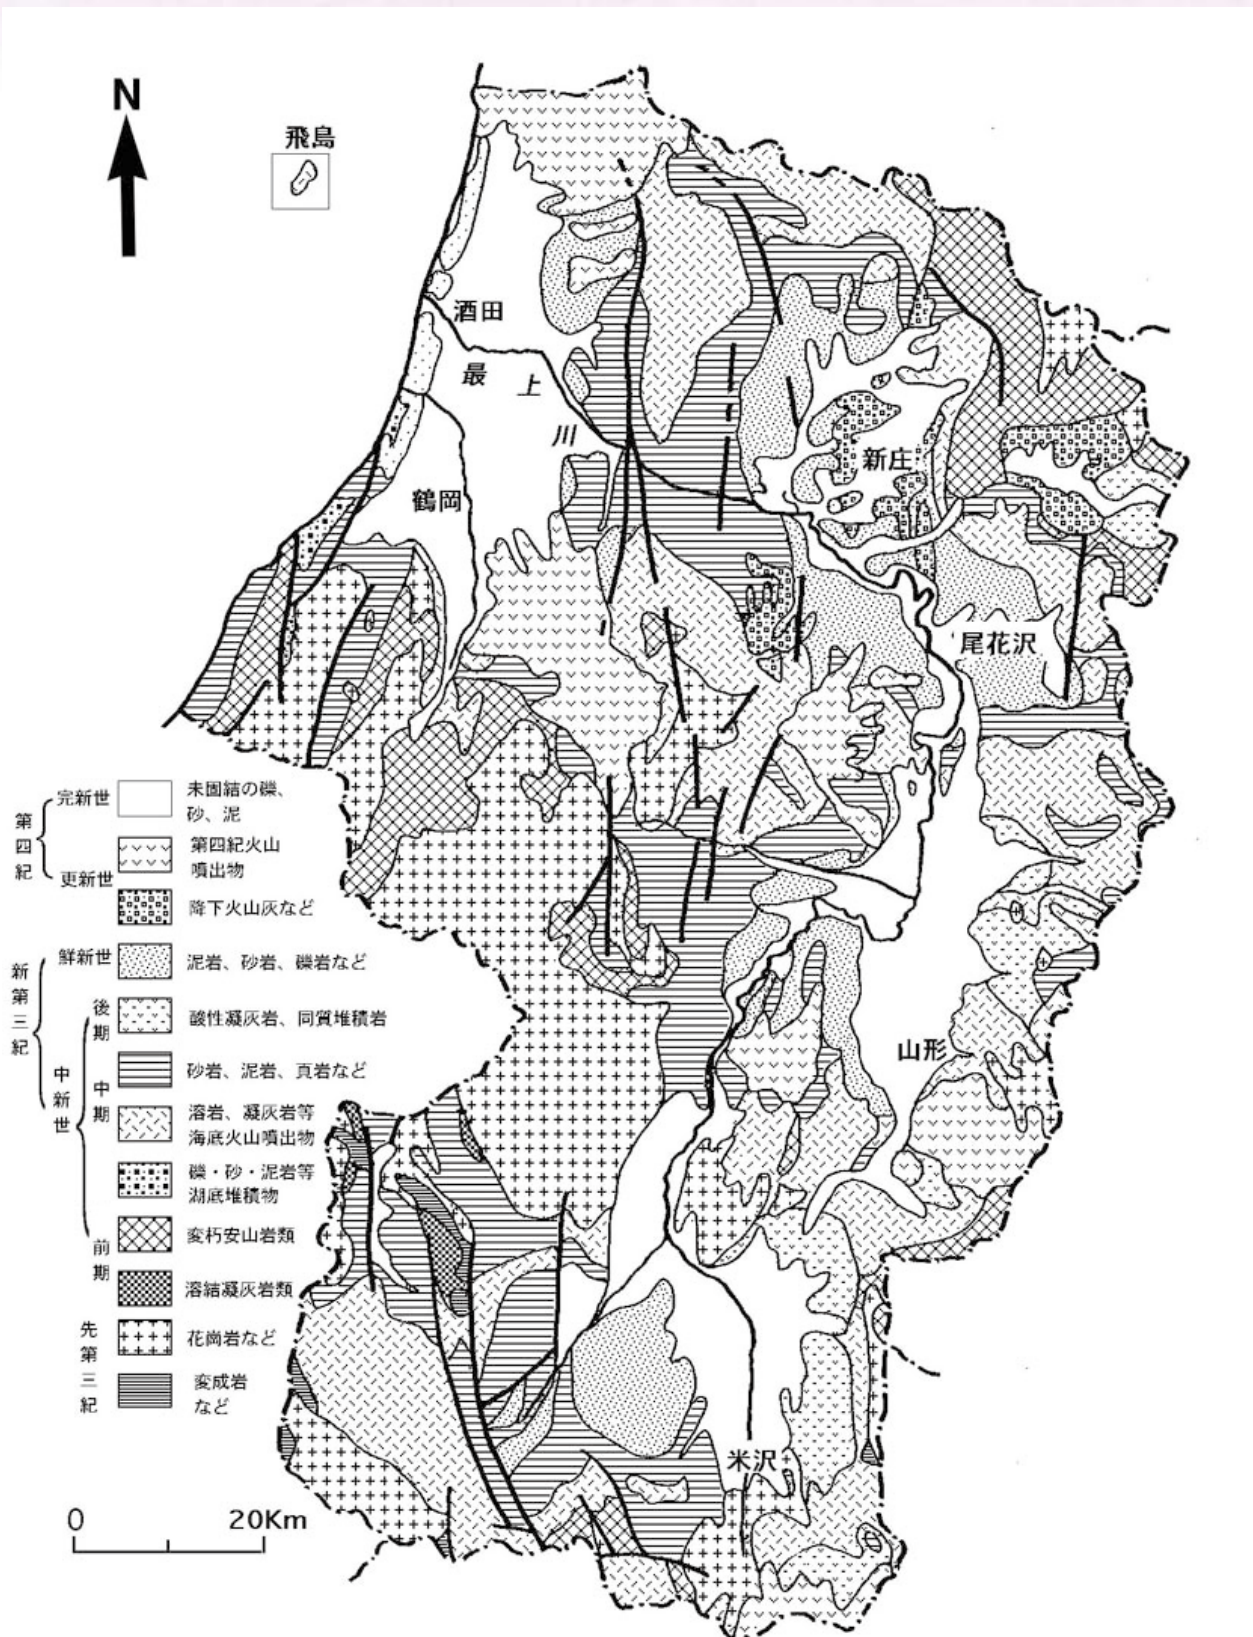 N
飛島
酒田
最上川
新庄
鶴岡
尾花沢
山形
米沢
第四紀
完新世
未固結の礫、
砂、泥
更新世
第四紀火山
噴出物
降下火山灰など
新第三紀
鮮新世
泥岩、砂岩、礫岩など
中新世
後期
酸性凝灰岩、同質堆積岩
中期
砂岩、泥岩、頁岩など
溶岩、凝灰岩等
海底火山噴出物
礫・砂・泥岩等
湖底堆積物
前期
変朽安山岩類
溶結凝灰岩類
先第三紀
花崗岩など
変成岩
など
0 20Km